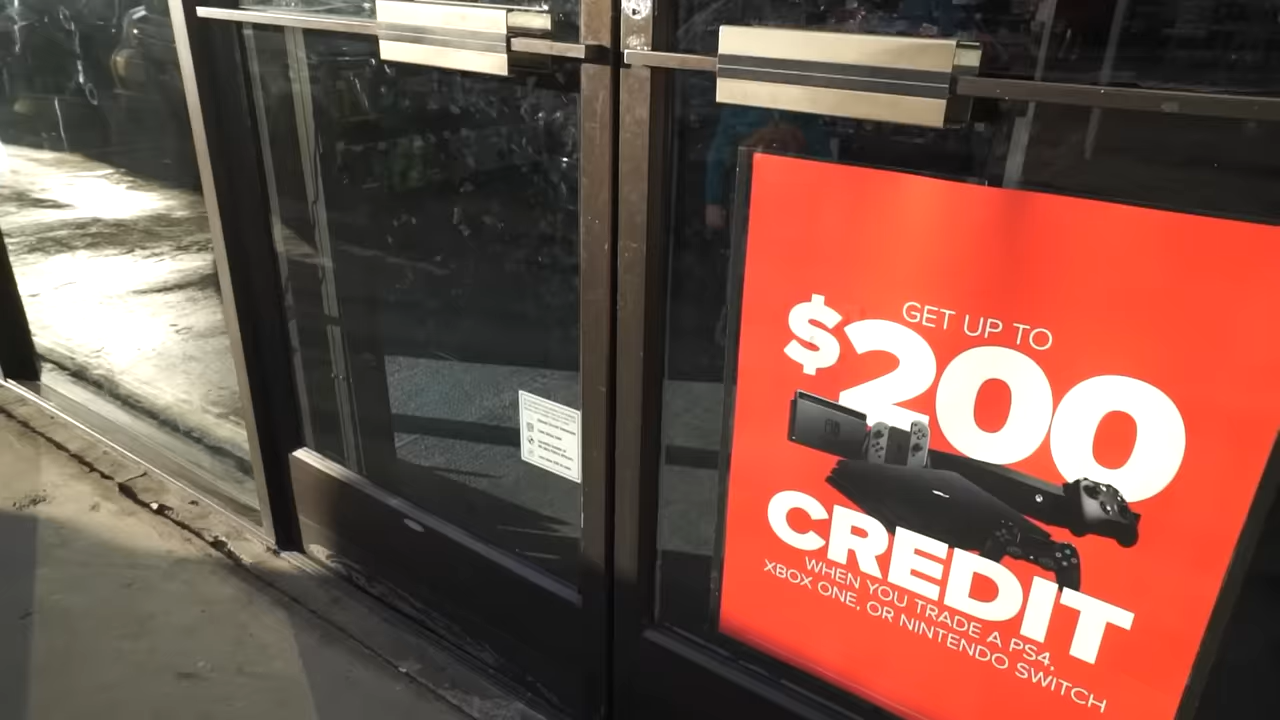 GET UP TO
$200
CREDIT
WHEN YOU TRADE A PS4,
XBOX ONE, OR NINTENDO SWITCH